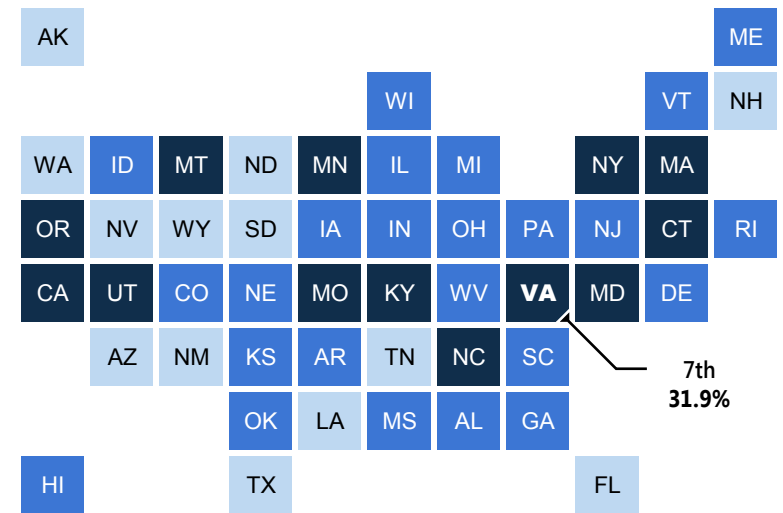 AK ME
WI VT NH
WA ID MT ND MN IL MI NY MA
OR NV WY SD IA IN OH PA NJ CT RI
CA UT CO NE MO KY WV VA MD DE
AZ NM KS AR TN NC SC
7th
31.9%
OK LA MS AL GA
HI TX FL